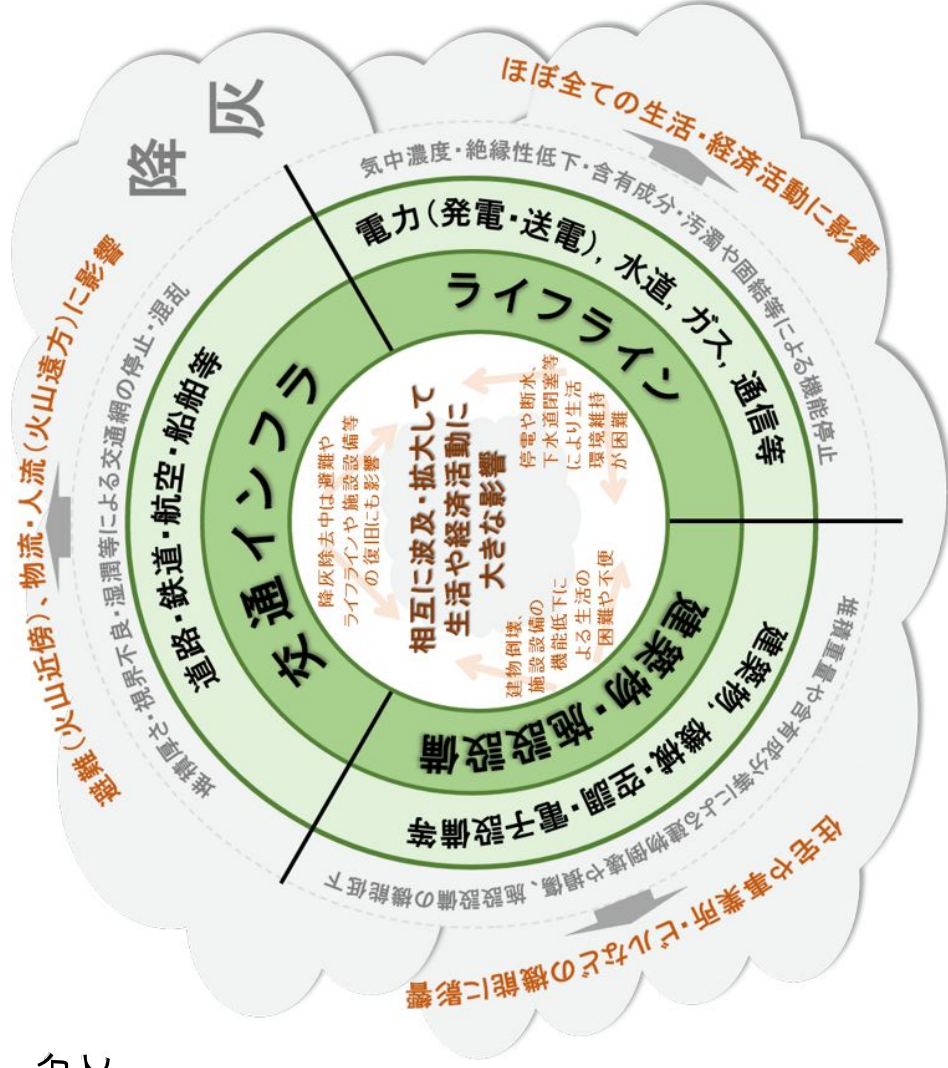 降灰
避難（火山近傍）、物流・人流（火山遠方）に影響
堆積厚さ・視界不良・湿潤等による交通網の停止・混乱
道路・鉄道・航空・船舶等
交通インフラ
ほぼ全ての生活・経済活動に影響
気中濃度・絶縁性低下・含有成分・汚濁や固結等による機能停止
電力（発電・送電）, 水道, ガス, 通信等
ライフライン
住宅や事業所・ビルなどの機能に影響
堆積重量や含有成分等による建物倒壊や損傷、施設設備の機能低下
建築物, 機械・空調・電子設備等
建築物・施設設備
降灰除去中は避難や
ライフラインや施設設備等
の復旧にも影響
相互に波及・拡大して
生活や経済活動に
大きな影響
停電や断水、
下水道閉塞等
により生活
環境維持
が困難
建物倒壊、
施設設備の
機能低下に
よる生活の
困難や不便